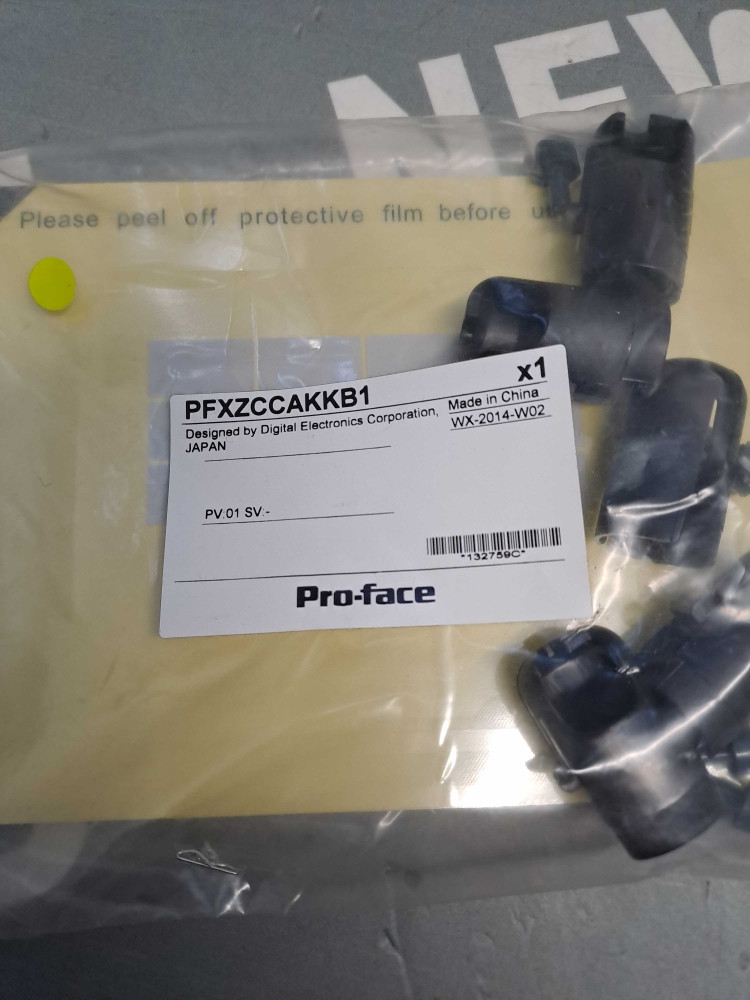 NEW
Please peel off protective film before
PFXZCCAKKB1
x1
Designed by Digital Electronics Corporation,
JAPAN
Made in China
WX-2014-W02
PV:01 SV:-
*132759C*
Pro-face